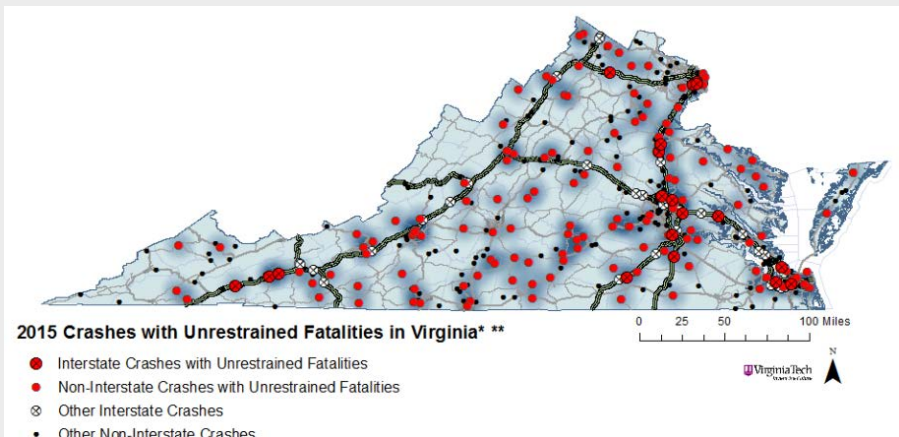 2015 Crashes with Unrestrained Fatalities in Virginia* **
Interstate Crashes with Unrestrained Fatalities
Non-Interstate Crashes with Unrestrained Fatalities
Other Interstate Crashes
Other Non-Interstate Crashes
0 25 50 100 Miles
N
VirginiaTech